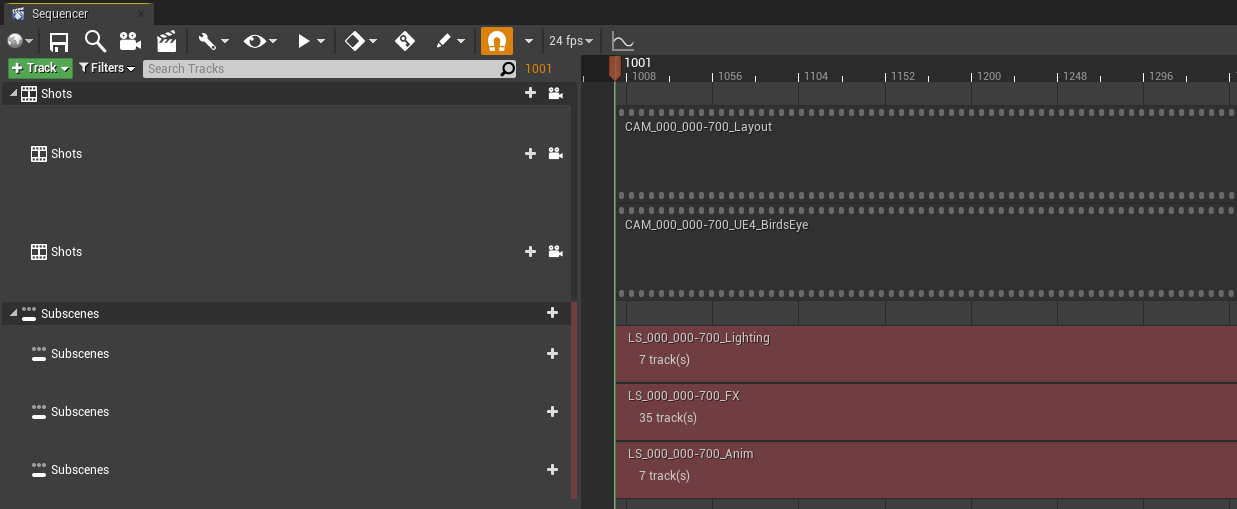 Sequencer
24 fps
Track Filters Search Tracks 1001
1001
1008 1056 1104 1152 1200 1248 1296
Shots
CAM_000_000-700_Layout
Shots
CAM_000_000-700_UE4_BirdsEye
Shots
Subscenes
LS_000_000-700_Lighting
Subscenes
7 track(s)
LS_000_000-700_FX
Subscenes
35 track(s)
LS_000_000-700_Anim
Subscenes
7 track(s)